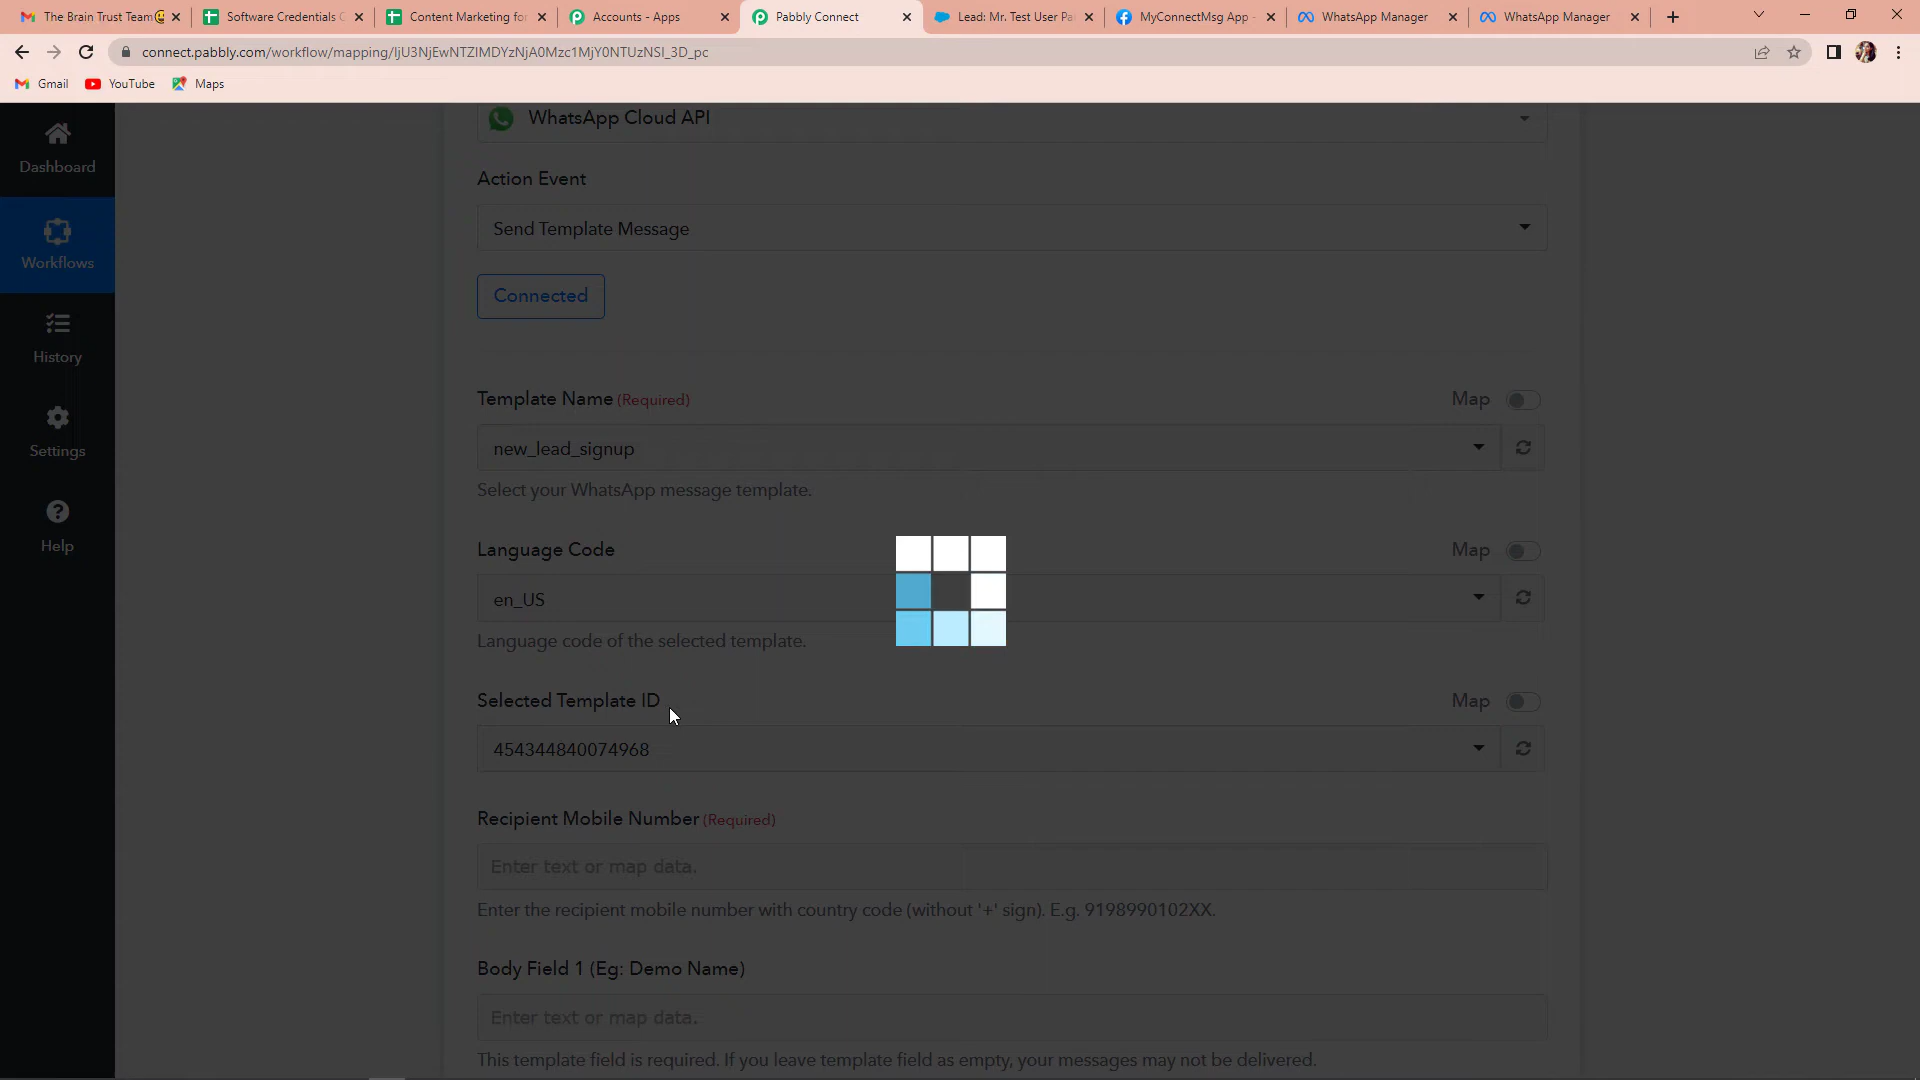 The Brain Trust Team
Software Credentials
Content Marketing for
Accounts - Apps
Pabbly Connect
Lead: Mr. Test User
MyConnectMsg App -
WhatsApp Manager
WhatsApp Manager
connect.pabbly.com/workflow/mapping/IjU3NjEwNTZlMDYzNjA0Mzc1MjY0NTUzNSI_3D_pc
Gmail
YouTube
Maps
Dashboard
Workflows
History
Settings
Help
WhatsApp Cloud API
Action Event
Send Template Message
Connected
Template Name (Required)
Map
new_lead_signup
Select your WhatsApp message template.
Language Code
Map
en_US
Language code of the selected template.
Selected Template ID
Map
454344840074968
Recipient Mobile Number (Required)
Enter text or map data.
Enter the recipient mobile number with country code (without '+' sign). E.g. 9198990102XX.
Body Field 1 (Eg: Demo Name)
Enter text or map data.
This template field is required. If you leave template field as empty, your messages may not be delivered.